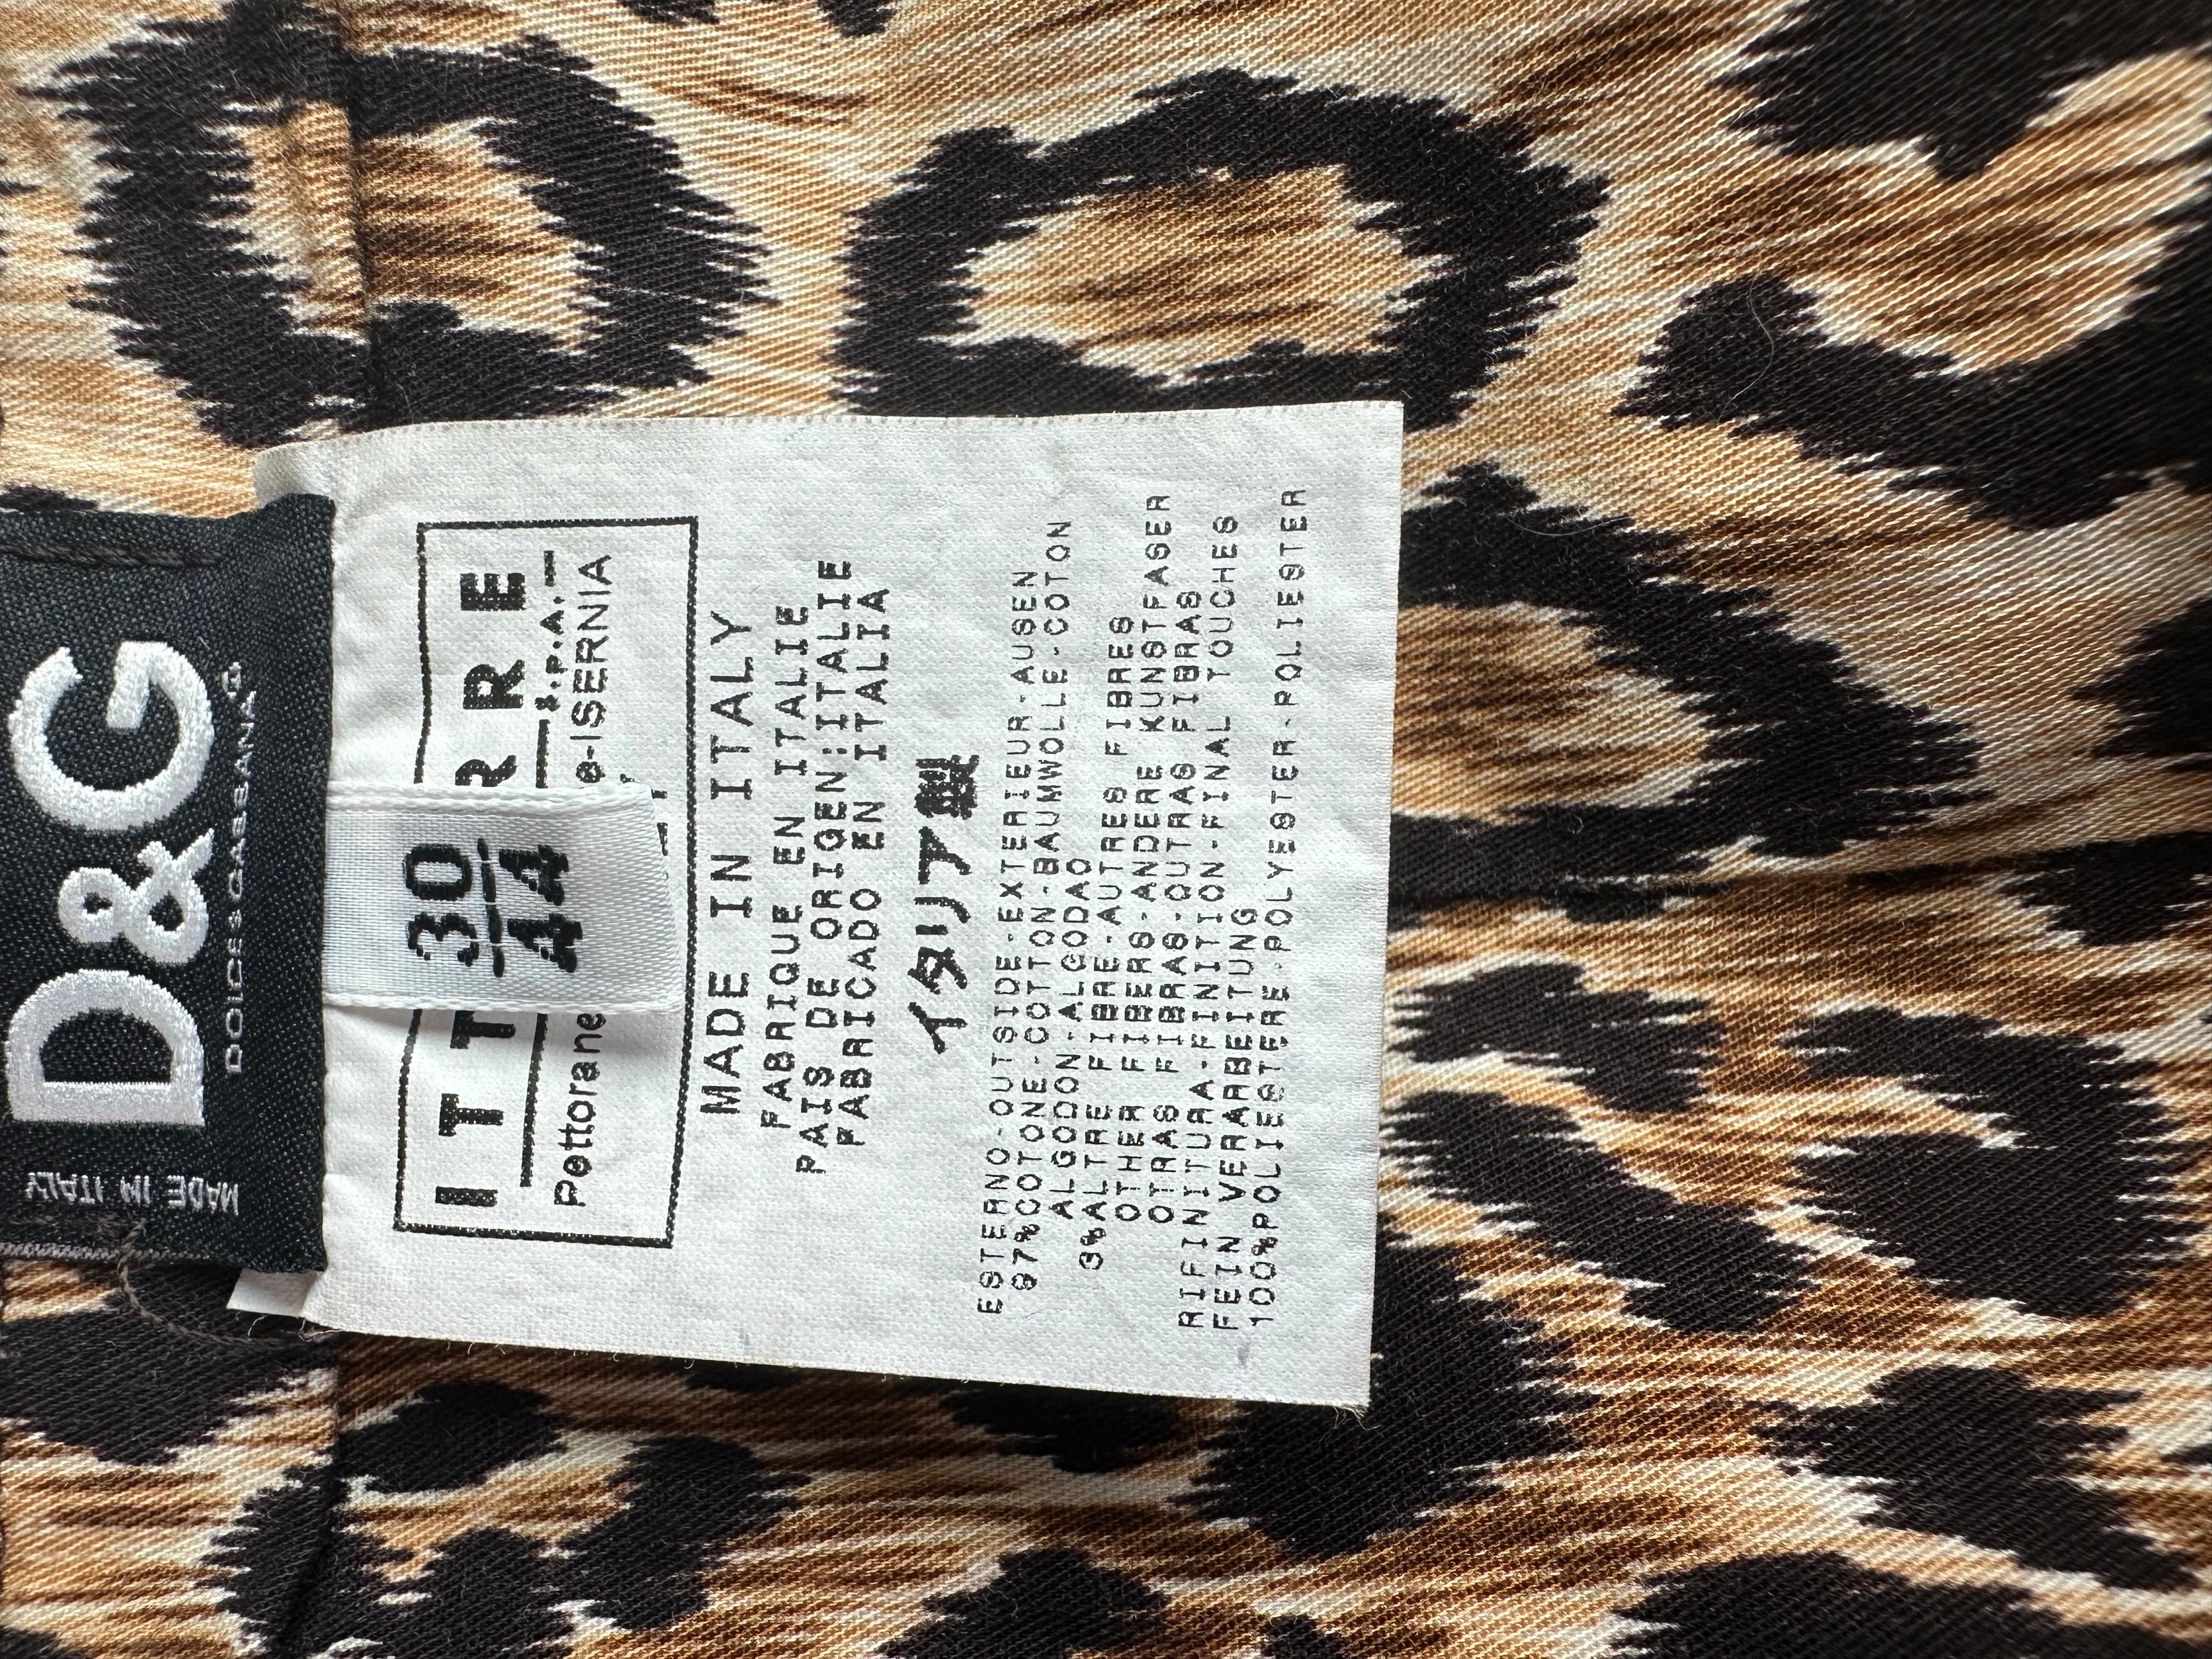 D&G
DOLCE & GABBANA
MADE IN ITALY
30
44
ITTIERRE
S.P.A.
Pettorane e-ISERNIA
MADE IN ITALY
FABRIQUE EN ITALIE
PAIS DE ORIGEN:ITALIE
FABRICADO EN ITALIA
イタリア製
ESTERNO-OUTSIDE-EXTERIEUR-AUSEN
97%COTONE-COTTON-BAUMWOLLE-COTON
ALGODON-ALGODAO
3%ALTRE FIBRE-AUTRES FIBRES
OTHER FIBERS-ANDERE KUNSTFASER
OTRAS FIBRAS-OUTRAS FIBRAS
RIFINITURA-FINITION-FINAL TOUCHES
FEIN VERARBEITUNG
100%POLIESTERE-POLYESTER-POLIESTER